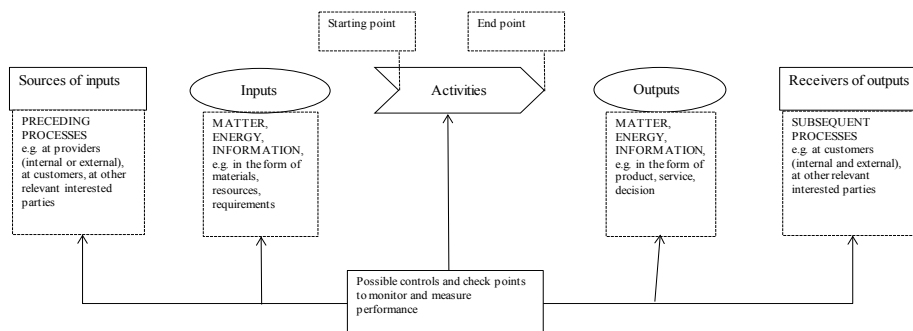 Starting point
End point
Sources of inputs
Inputs
Activities
Outputs
Receivers of outputs
PRECEDING
PROCESSES
e.g. at providers
(internal or external),
at customers, at other
relevant interested
parties
MATTER,
ENERGY,
INFORMATION,
e.g. in the form of
materials,
resources,
requirements
MATTER,
ENERGY,
INFORMATION,
e.g. in the form of
product, service,
decision
SUBSEQUENT
PROCESSES
e.g. at customers
(internal and external),
at other relevant
interested parties
Possible controls and check points
to monitor and measure
performance